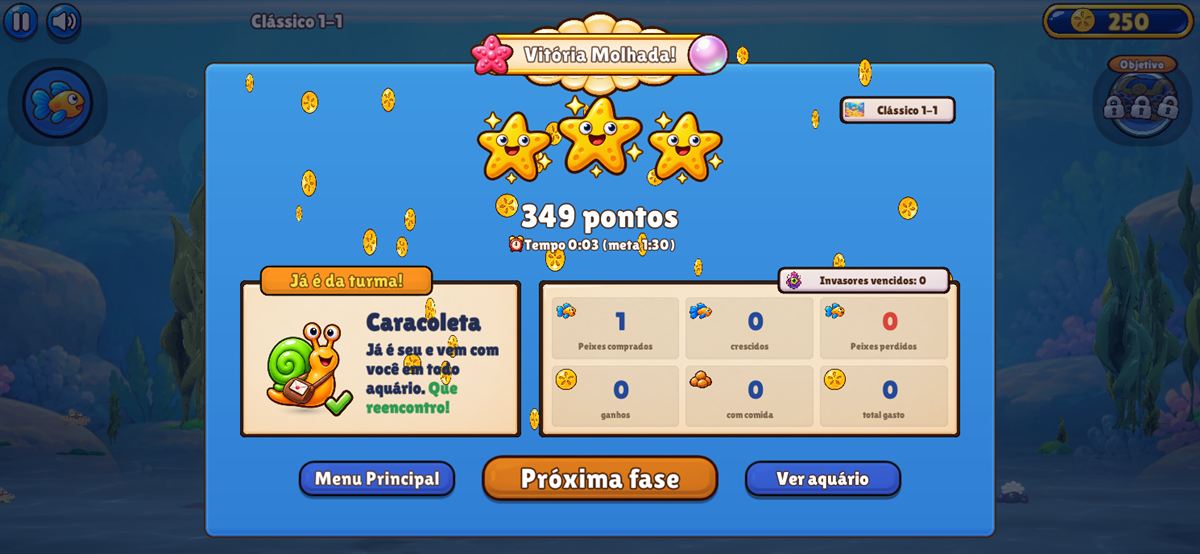 Clássico 1-1
250
Vitória Molhada!
Objetivo
Clássico 1-1
349 pontos
Tempo 0:03 (meta 1:30)
Já é da turma!
Caracoleta
Já é seu e vem com
você em todo
aquário. Que
reencontro!
Invasores vencidos: 0
1
Peixes comprados
0
crescidos
0
Peixes perdidos
0
ganhos
0
com comida
0
total gasto
Menu Principal
Próxima fase
Ver aquário